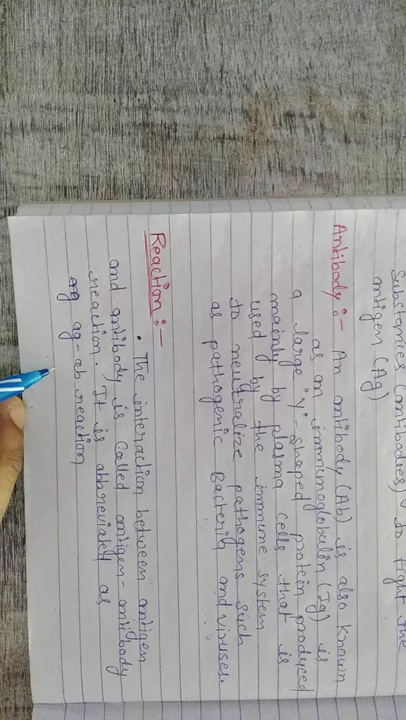 Substances (antibodies) to fight the
antigen (Ag)
Antibody :- An antibody (Ab) is also known
as an immunoglobulin (Ig) is
a large "Y"- shaped protein produced
mainly by plasma cells that is
used by the immune system
to neutralize pathogens such
as pathogenic Bacteria and viruses.
Reaction :-
• The interaction between antigen
and antibody is called antigen-antibody
reaction. It is abbreviated as
ag-ab reaction